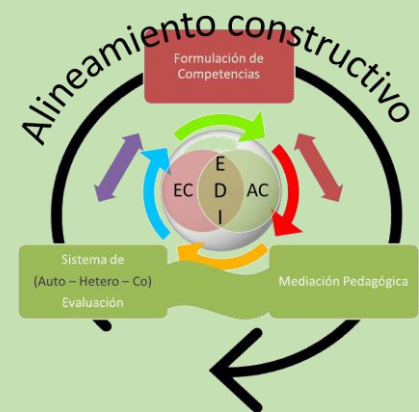 Alineamiento constructivo
Formulación de
Competencias
E
EC D AC
I
Sistema de
(Auto – Hetero – Co)
Evaluación
Mediación Pedagógica